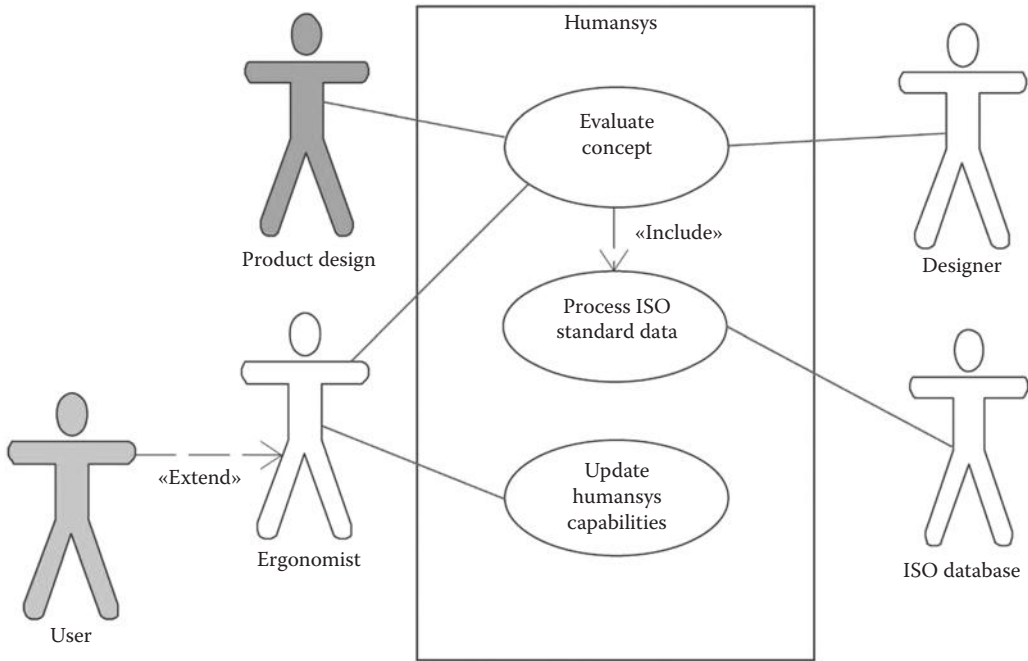 Humansys
Evaluate
concept
Product design
«Include»
Designer
Process ISO
standard data
«Extend»
Ergonomist
Update
humansys
capabilities
ISO database
User